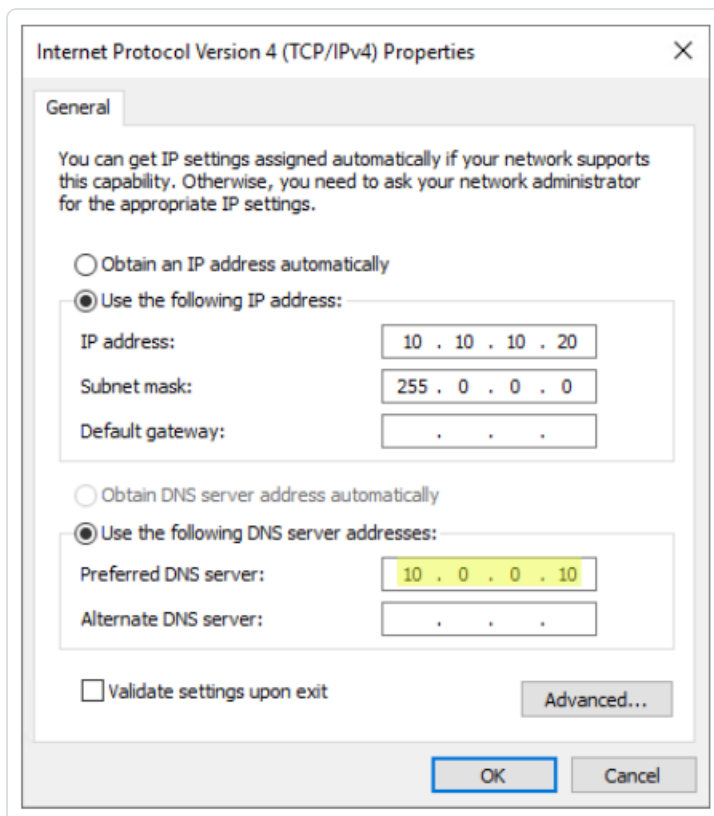 Internet Protocol Version 4 (TCP/IPv4) Properties
General
You can get IP settings assigned automatically if your network supports
this capability. Otherwise, you need to ask your network administrator
for the appropriate IP settings.
Obtain an IP address automatically
Use the following IP address:
IP address: 10 . 10 . 10 . 20
Subnet mask: 255 . 0 . 0 . 0
Default gateway: . . .
Obtain DNS server address automatically
Use the following DNS server addresses:
Preferred DNS server: 10 . 0 . 0 . 10
Alternate DNS server: . . .
Validate settings upon exit
Advanced...
OK Cancel